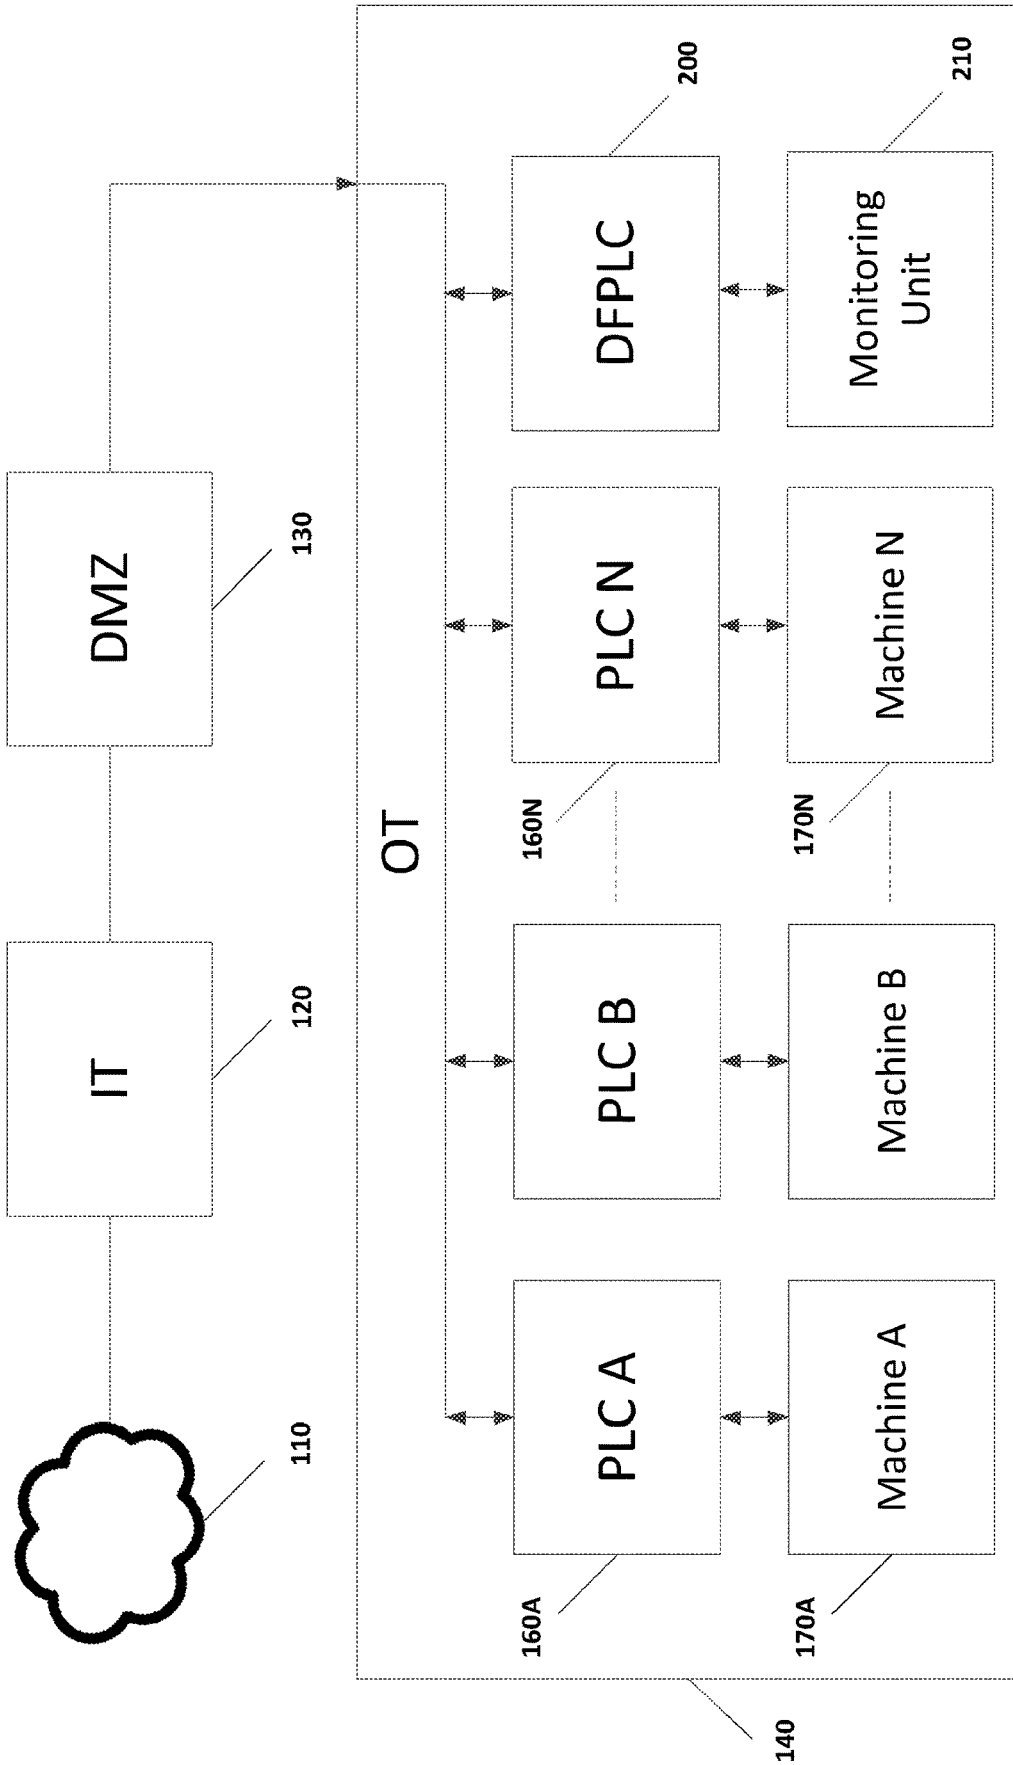 IT
DMZ
110
120
130
OT
160A
PLC A
PLC B
160N
PLC N
DFPLC
200
170A
Machine A
Machine B
170N
Machine N
Monitoring
Unit
210
140